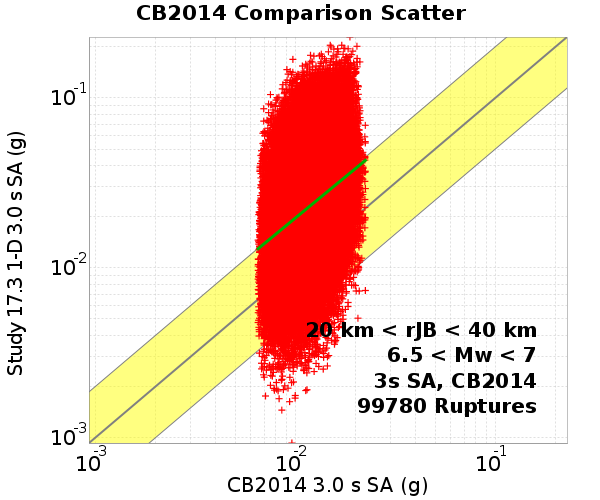 CB2014 Comparison Scatter
Study 17.3 1-D 3.0 s SA (g)
10-1
10-2
10-3
20 km < rJB < 40 km
6.5 < Mw < 7
3s SA, CB2014
99780 Ruptures
10-3 10-2 10-1
CB2014 3.0 s SA (g)